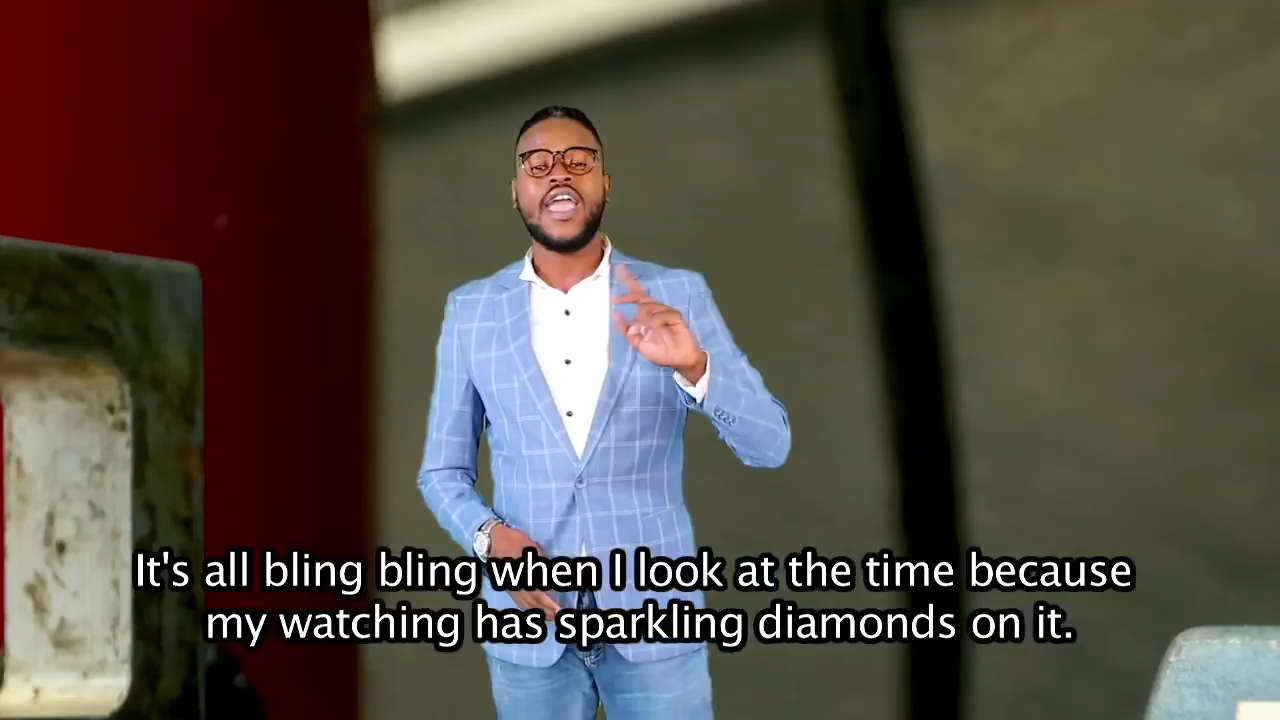 It's all bling bling when I look at the time because
my watching has sparkling diamonds on it.